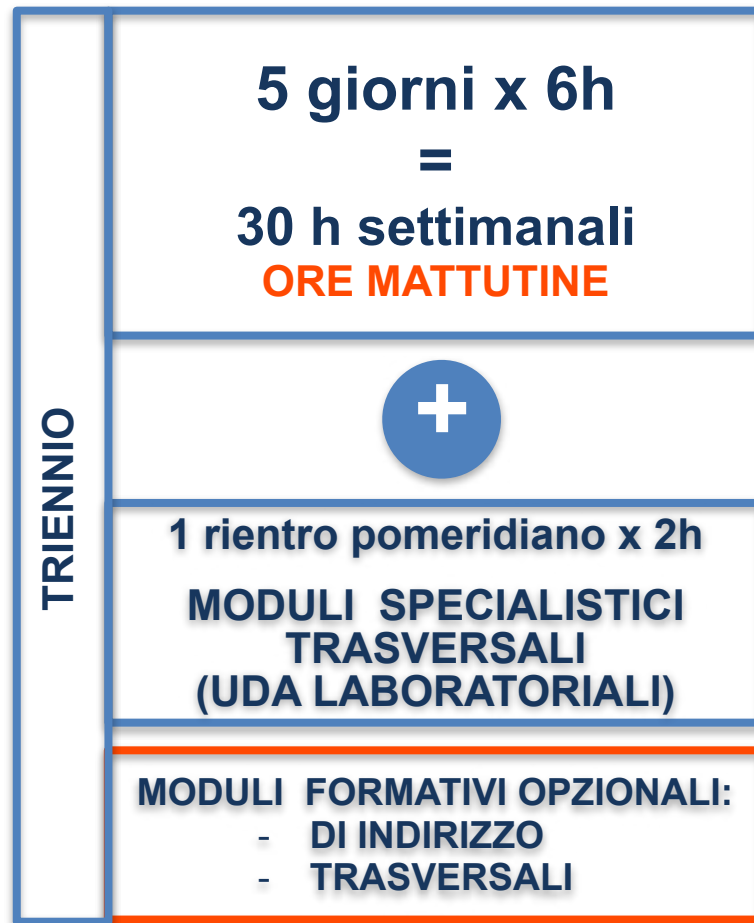 TRIENNIO
5 giorni x 6h
=
30 h settimanali
ORE MATTUTINE
+
1 rientro pomeridiano x 2h
MODULI SPECIALISTICI
TRASVERSALI
(UDA LABORATORIALI)
MODULI FORMATIVI OPZIONALI:
- DI INDIRIZZO
- TRASVERSALI